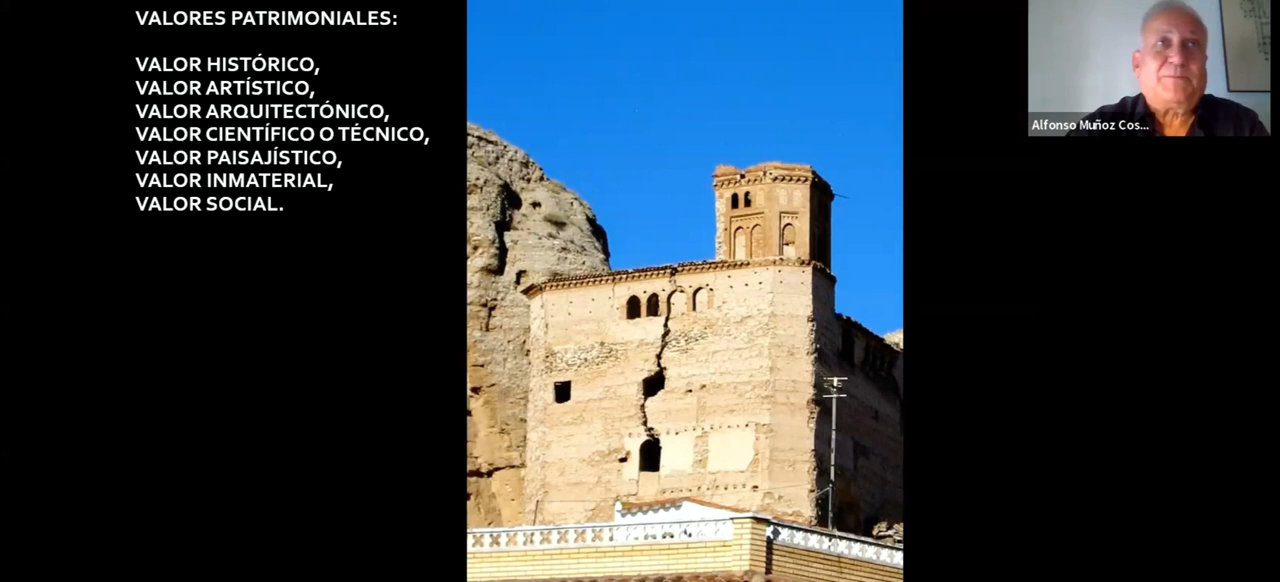 VALORES PATRIMONIALES:
VALOR HISTÓRICO,
VALOR ARTÍSTICO,
VALOR ARQUITECTÓNICO,
VALOR CIENTÍFICO O TÉCNICO,
VALOR PAISAJÍSTICO,
VALOR INMATERIAL,
VALOR SOCIAL.
Alfonso Muñoz Cos...